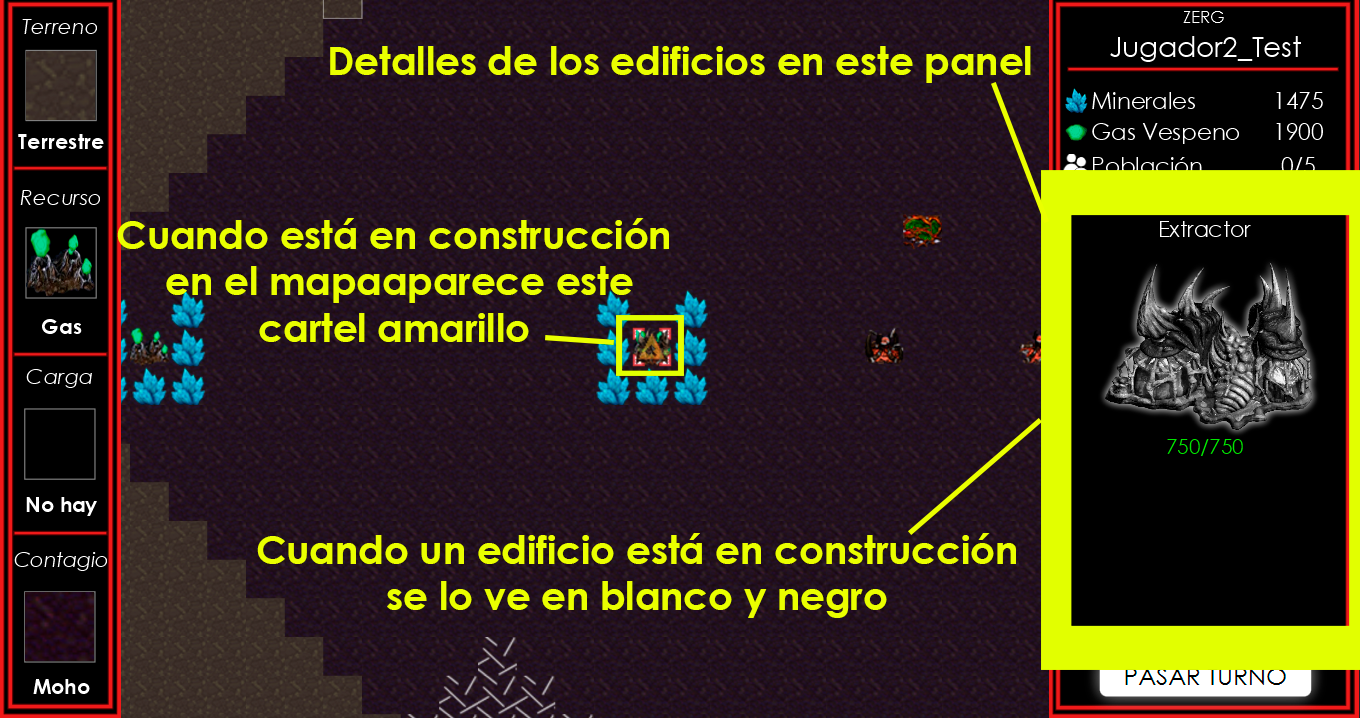 Terreno
Terrestre
Recurso
Gas
Carga
No hay
Contagio
Moho
Detalles de los edificios en este panel
Cuando está en construcción
en el mapaaparece este
cartel amarillo
Cuando un edificio está en construcción
se lo ve en blanco y negro
ZERG
Jugador2_Test
Minerales 1475
Gas Vespeno 1900
Población 0/5
Extractor
750/750
PASAR TURNO